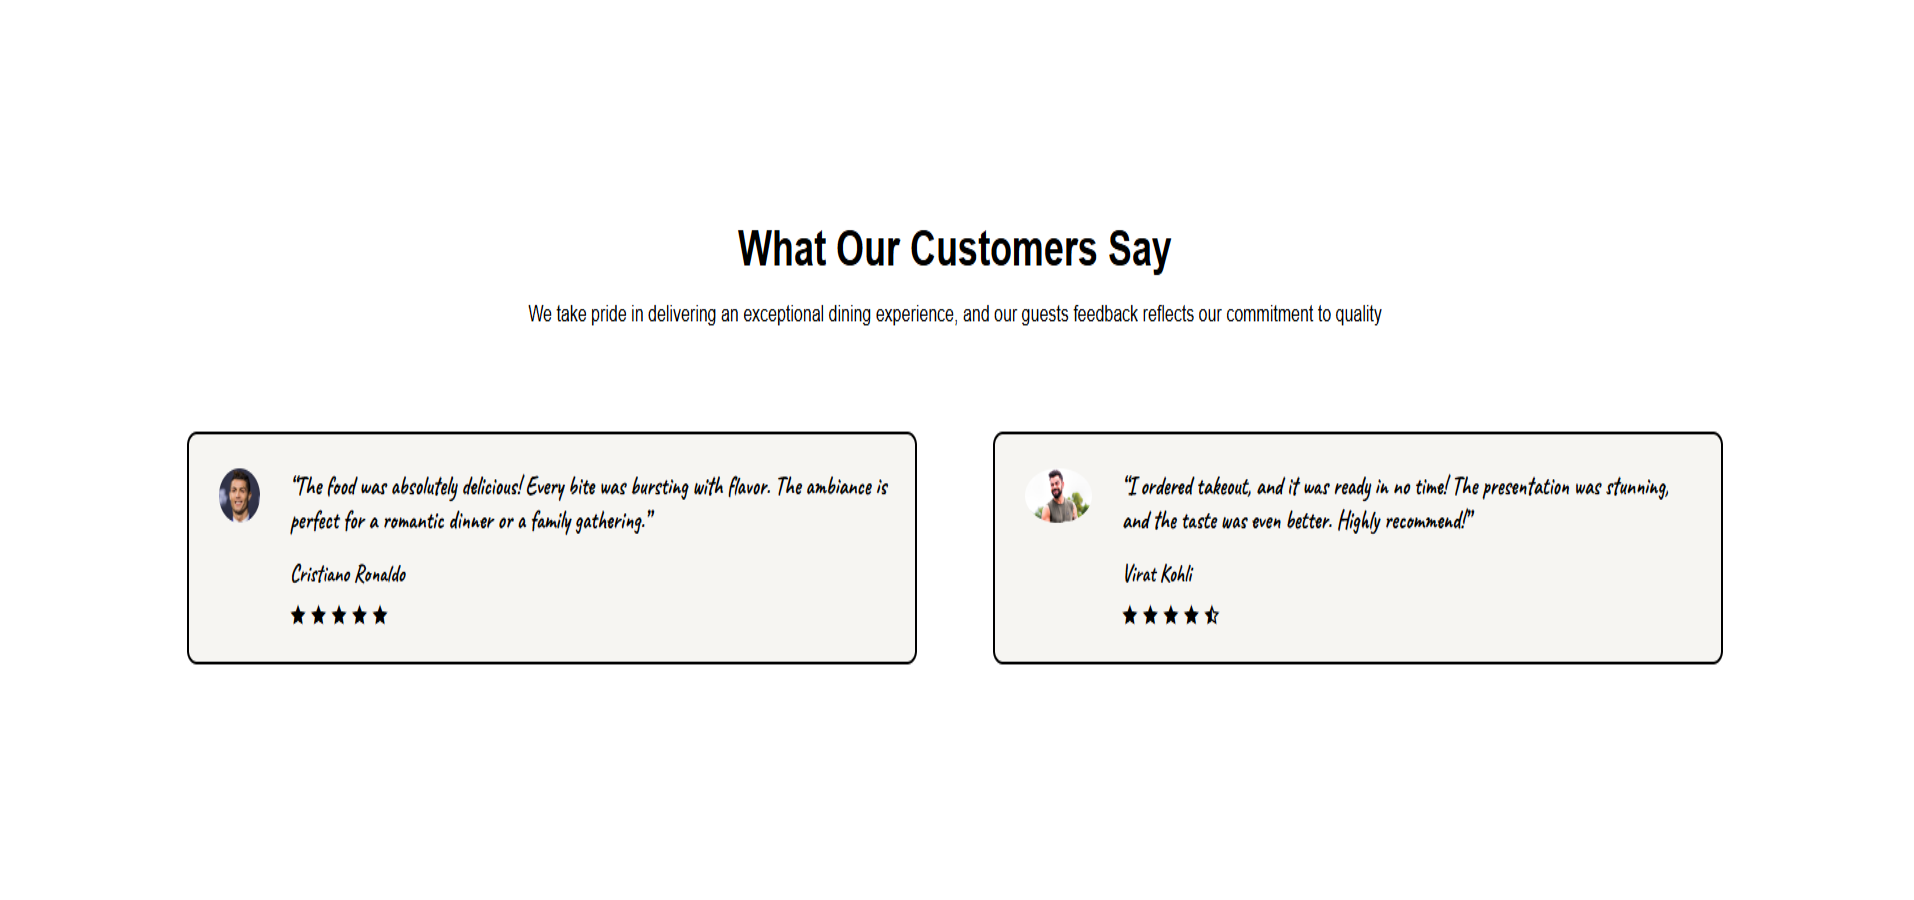 What Our Customers Say
We take pride in delivering an exceptional dining experience, and our guests feedback reflects our commitment to quality
“The food was absolutely delicious! Every bite was bursting with flavor. The ambiance is
perfect for a romantic dinner or a family gathering.”
Cristiano Ronaldo
“I ordered takeout, and it was ready in no time! The presentation was stunning,
and the taste was even better. Highly recommend!”
Virat Kohli